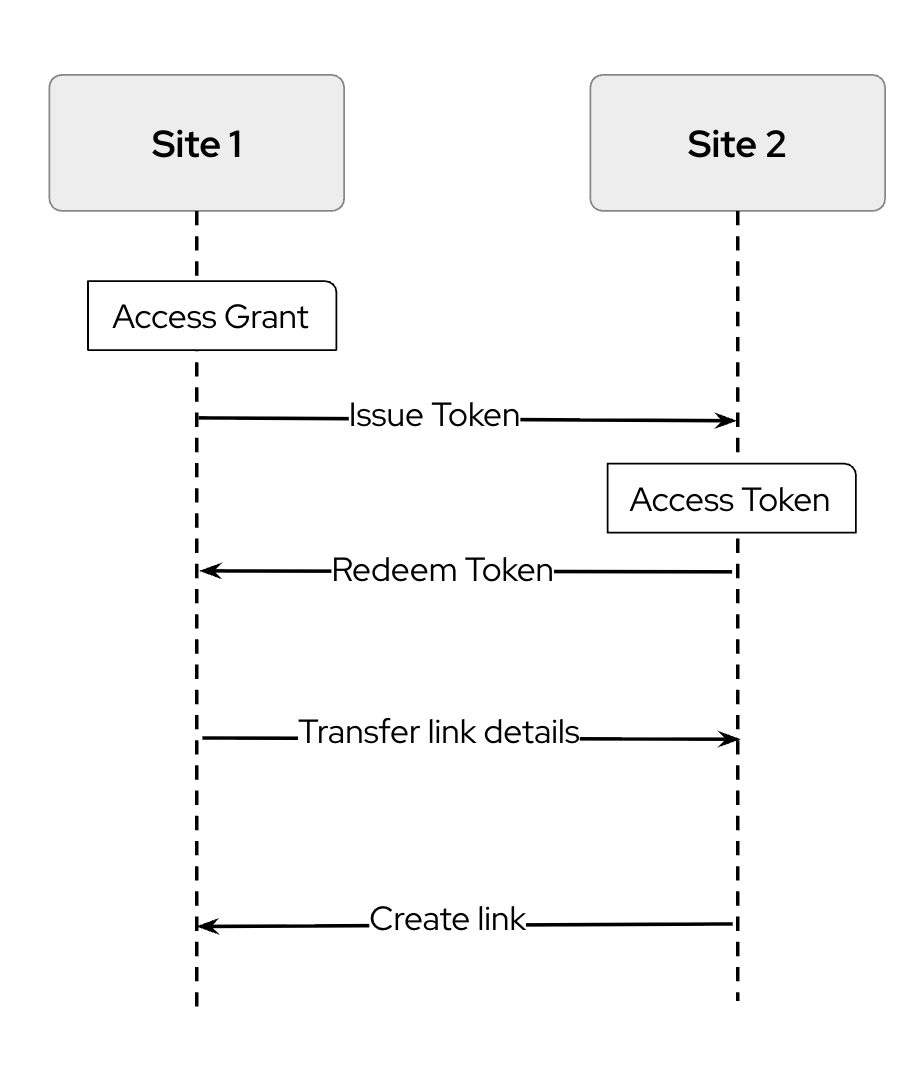 Site 1
Site 2
Access Grant
Issue Token
Access Token
Redeem Token
Transfer link details
Create link